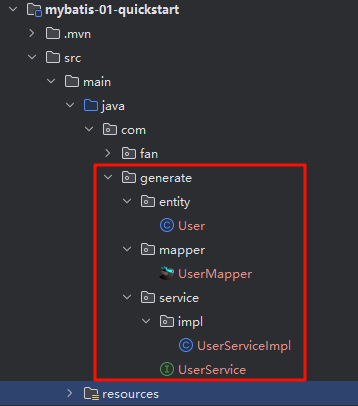 mybatis-01-quickstart
.mvn
src
main
java
com
fan
generate
entity
User
mapper
UserMapper
service
impl
UserServiceImpl
UserService
resources